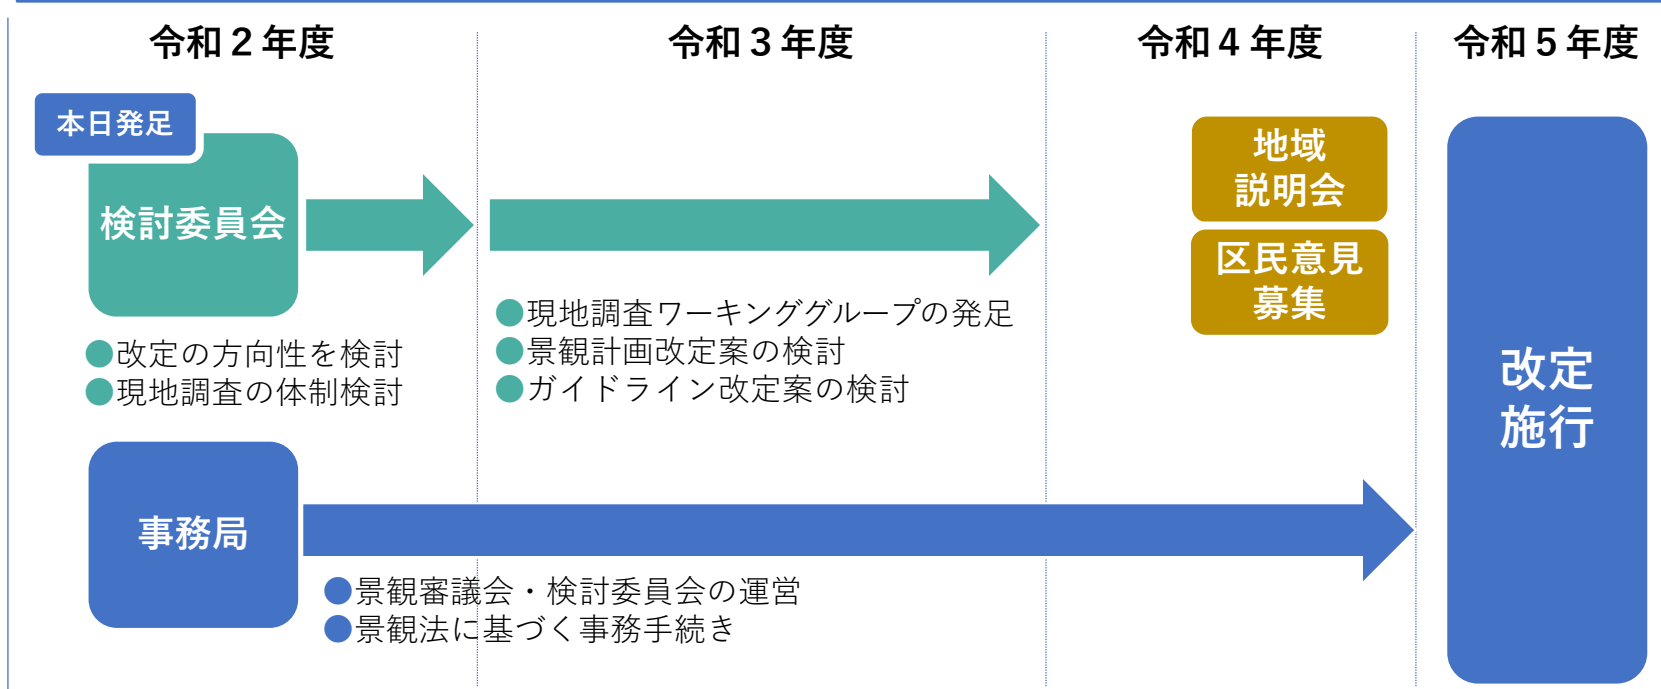 令和２年度
令和３年度
令和４年度
令和５年度
本日発足
検討委員会
●改定の方向性を検討
●現地調査の体制検討
●現地調査ワーキンググループの発足
●景観計画改定案の検討
●ガイドライン改定案の検討
地域
説明会
区民意見
募集
事務局
●景観審議会・検討委員会の運営
●景観法に基づく事務手続き
改定
施行